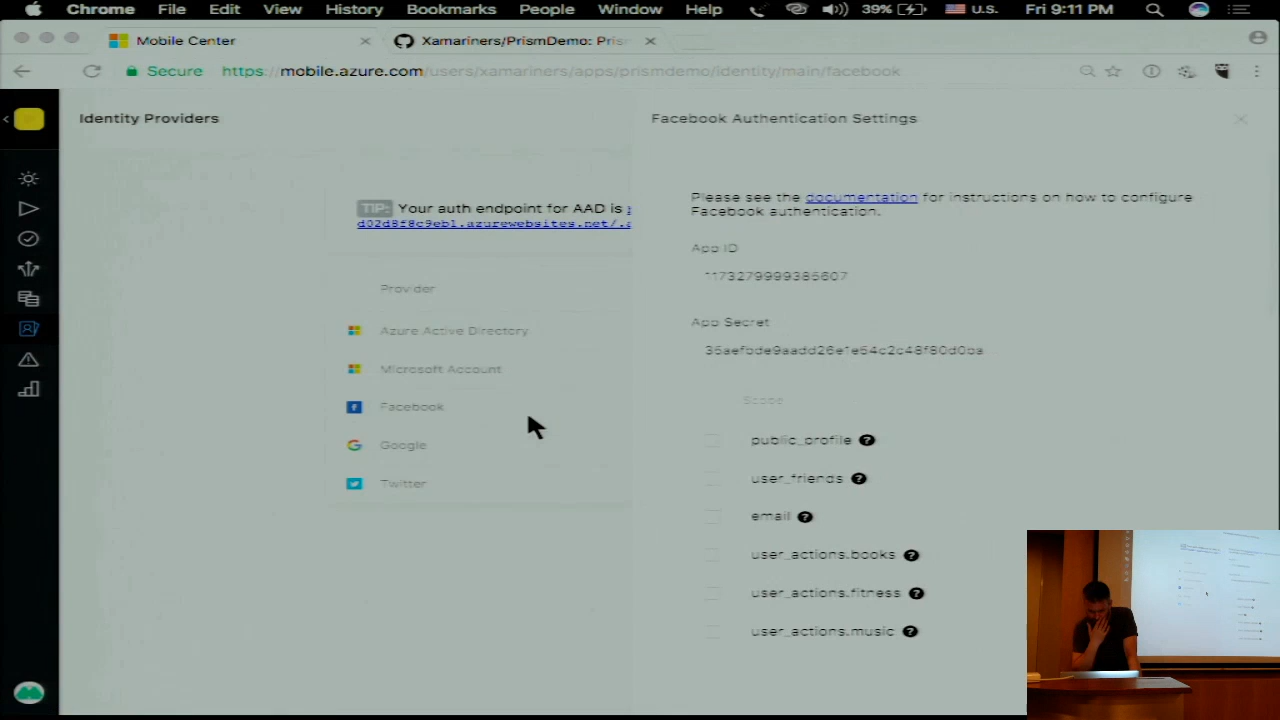 Chrome File Edit View History Bookmarks People Window Help 39% U.S. Fri 9:11 PM
Mobile Center
Xamariners/PrismDemo: Pris
Secure https://mobile.azure.com/users/xamariners/apps/prismdemo/identity/main/facebook
Identity Providers
TIP: Your auth endpoint for AAD is
d02d8f8c9eb1.azurewebsites.net/.a
Provider
Azure Active Directory
Microsoft Account
Facebook
Google
Twitter
Facebook Authentication Settings
Please see the documentation for instructions on how to configure
Facebook authentication.
App ID
App Secret
Scope
public_profile
user_friends
email
user_actions.books
user_actions.fitness
user_actions.music